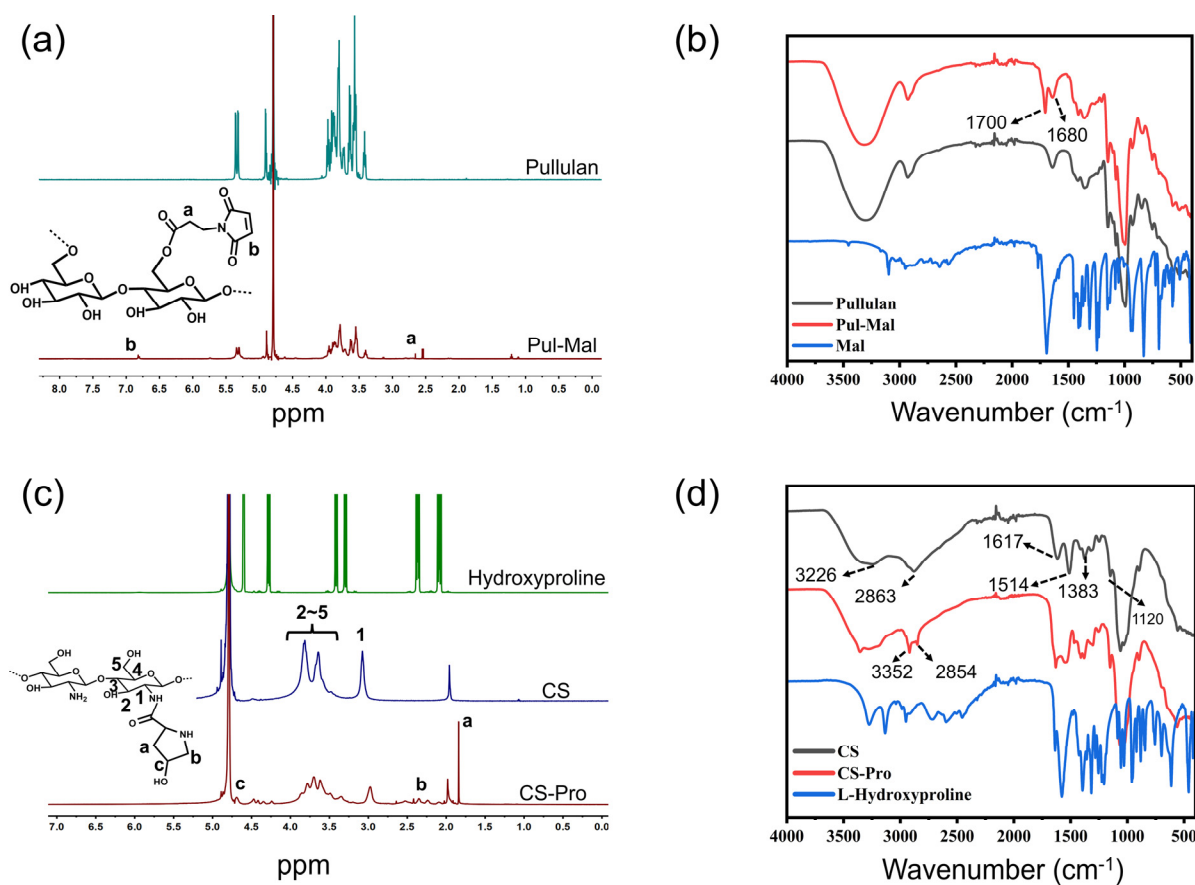 (a)
Pullulan
a
O
O
N
O
O
b
O
O
O
HO
O
O
O
O
OH
OH
OH
OH
b
a
Pul-Mal
8.0 7.5 7.0 6.5 6.0 5.5 5.0 4.5 4.0 3.5 3.0 2.5 2.0 1.5 1.0 0.5 0.0
ppm
(b)
1700
1680
Pullulan
Pul-Mal
Mal
4000 3500 3000 2500 2000 1500 1000 500
Wavenumber (cm-1)
(c)
Hydroxyproline
2~5
1
CS
OH
OH
5
4
O
O
O
O
O
HO
3
NH2
OH
2
1
NH
O
NH
a
b
c
HO
a
c
b
CS-Pro
7.0 6.5 6.0 5.5 5.0 4.5 4.0 3.5 3.0 2.5 2.0 1.5 1.0 0.5 0.0
ppm
(d)
1617
3226
2863
1514
1383
1120
3352
2854
CS
CS-Pro
L-Hydroxyproline
4000 3500 3000 2500 2000 1500 1000 500
Wavenumber (cm-1)